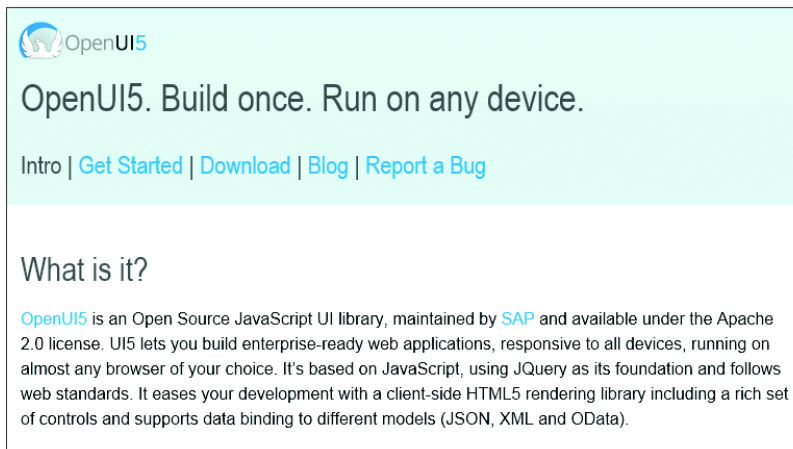 OpenUI5
OpenUI5. Build once. Run on any device.
Intro | Get Started | Download | Blog | Report a Bug
What is it?
OpenUI5 is an Open Source JavaScript UI library, maintained by SAP and available under the Apache
2.0 license. UI5 lets you build enterprise-ready web applications, responsive to all devices, running on
almost any browser of your choice. It's based on JavaScript, using JQuery as its foundation and follows
web standards. It eases your development with a client-side HTML5 rendering library including a rich set
of controls and supports data binding to different models (JSON, XML and OData).